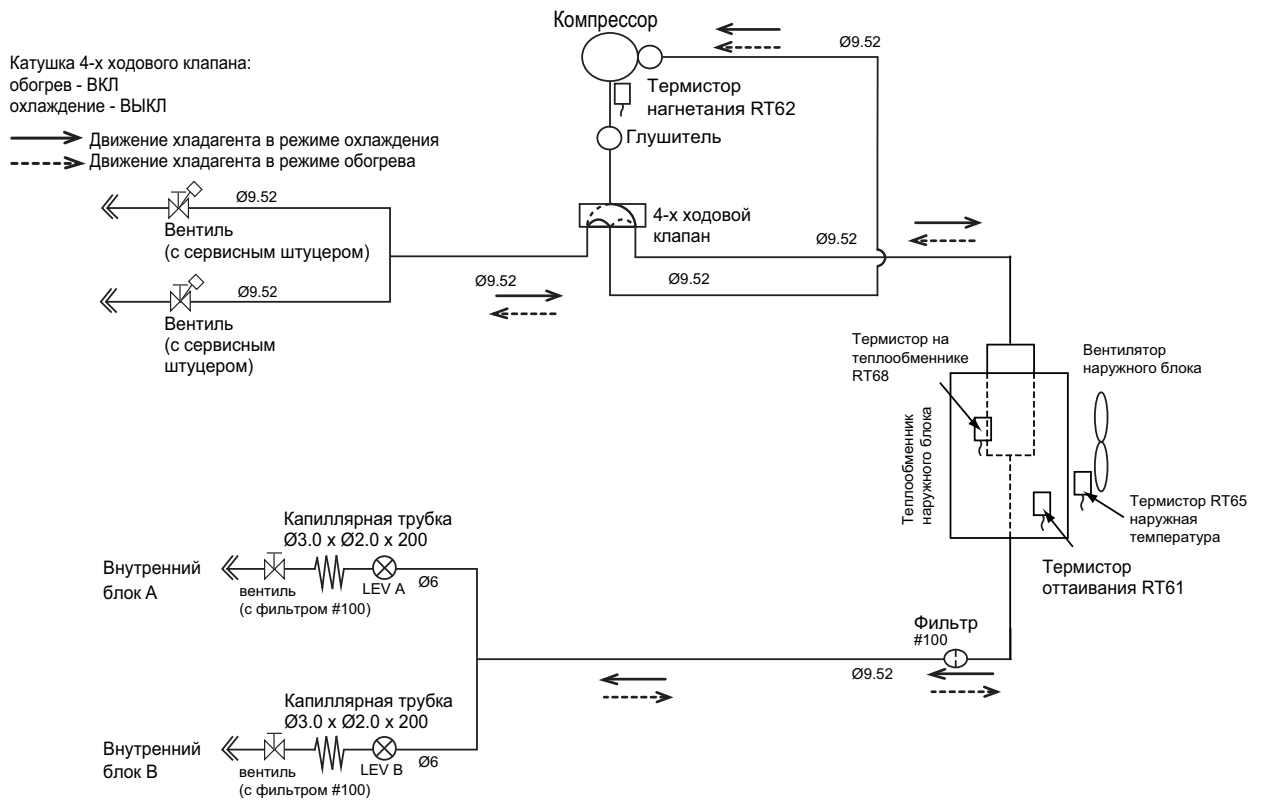 Компрессор
Ø9.52
Катушка 4-х ходового клапана:
обогрев - ВКЛ
охлаждение - ВЫКЛ
Термистор
нагнетания RT62
Движение хладагента в режиме охлаждения
Движение хладагента в режиме обогрева
Глушитель
Ø9.52
Вентиль
(с сервисным штуцером)
4-х ходовой
клапан
Ø9.52
Ø9.52
Ø9.52
Ø9.52
Вентиль
(с сервисным
штуцером)
Термистор на
теплообменнике
RT68
Вентилятор
наружного блока
Теплообменник
наружного блока
Термистор RT65
наружная
температура
Термистор
оттаивания RT61
Капиллярная трубка
Ø3.0 x Ø2.0 x 200
Внутренний
блок А
вентиль
(с фильтром #100)
LEV A
Ø6
Фильтр
#100
Ø9.52
Капиллярная трубка
Ø3.0 x Ø2.0 x 200
Внутренний
блок В
вентиль
(с фильтром #100)
LEV B
Ø6